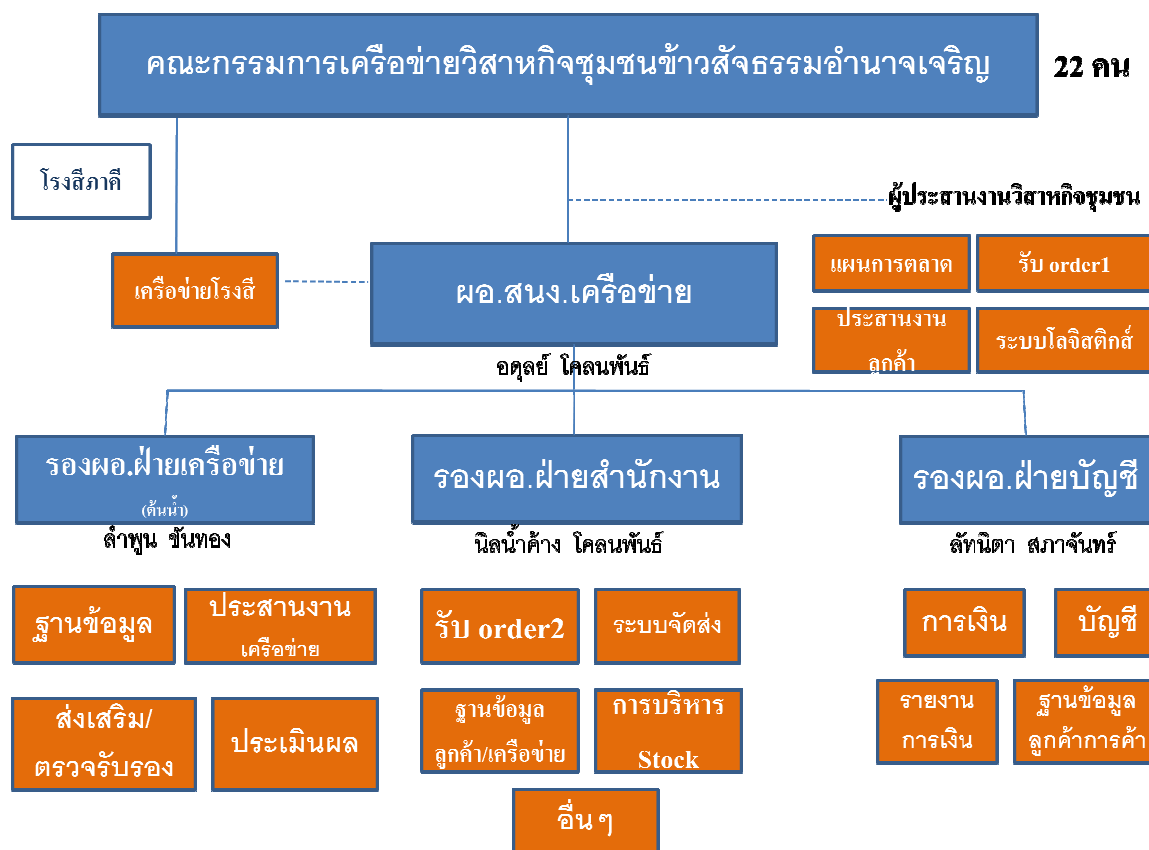 คณะกรรมการเครือข่ายวิสาหกิจชุมชนข้าวสัจธรรมอำนาจเจริญ
22 คน
โรงสีภาคี
ผู้ประสานงานวิสาหกิจชุมชน
เครือข่ายโรงสี
ผอ.สนง.เครือข่าย
แผนการตลาด
รับ order1
ประสานงาน
ลูกค้า
ระบบโลจิสติกส์
อดุลย์ โคลนพันธ์
รองผอ.ฝ่ายเครือข่าย
(ต้นน้ำ)
รองผอ.ฝ่ายสำนักงาน
รองผอ.ฝ่ายบัญชี
ลำพูน ขันทอง
นิลน้ำค้าง โคลนพันธ์
ลัทนิตา สภาจันทร์
ฐานข้อมูล
ประสานงาน
เครือข่าย
รับ order2
ระบบจัดส่ง
การเงิน
บัญชี
ส่งเสริม/
ตรวจรับรอง
ประเมินผล
ฐานข้อมูล
ลูกค้า/เครือข่าย
การบริหาร
Stock
รายงาน
การเงิน
ฐานข้อมูล
ลูกค้าการค้า
อื่นๆ